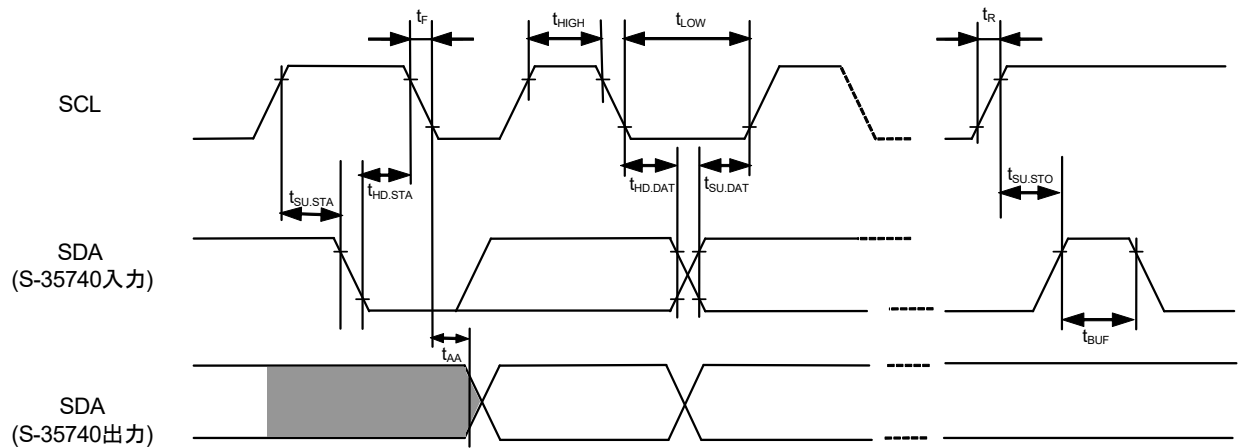 tF
tHIGH
tLOW
tR
SCL
tSU.STA
tHD.STA
tHD.DAT
tSU.DAT
tSU.STO
SDA
(S-35740入力)
tBUF
tAA
SDA
(S-35740出力)